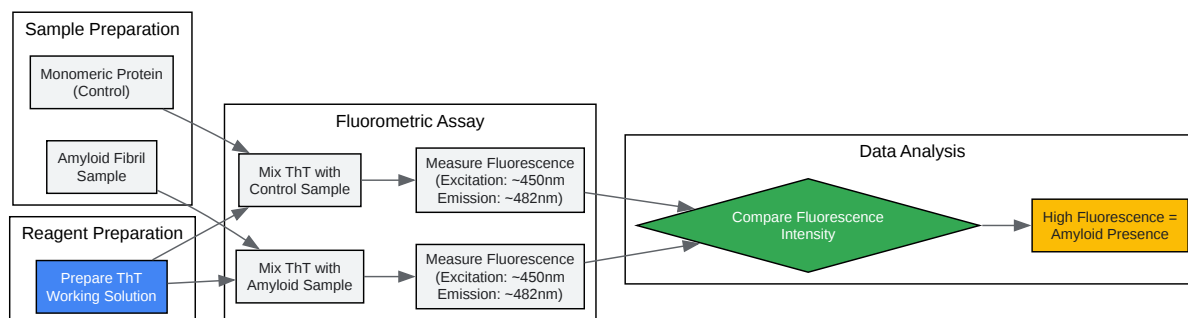 Sample Preparation
Monomeric Protein
(Control)
Amyloid Fibril
Sample
Reagent Preparation
Prepare ThT
Working Solution
Fluorometric Assay
Mix ThT with
Control Sample
Measure Fluorescence
(Excitation: ~450nm
Emission: ~482nm)
Mix ThT with
Amyloid Sample
Measure Fluorescence
(Excitation: ~450nm
Emission: ~482nm)
Data Analysis
Compare Fluorescence
Intensity
High Fluorescence =
Amyloid Presence